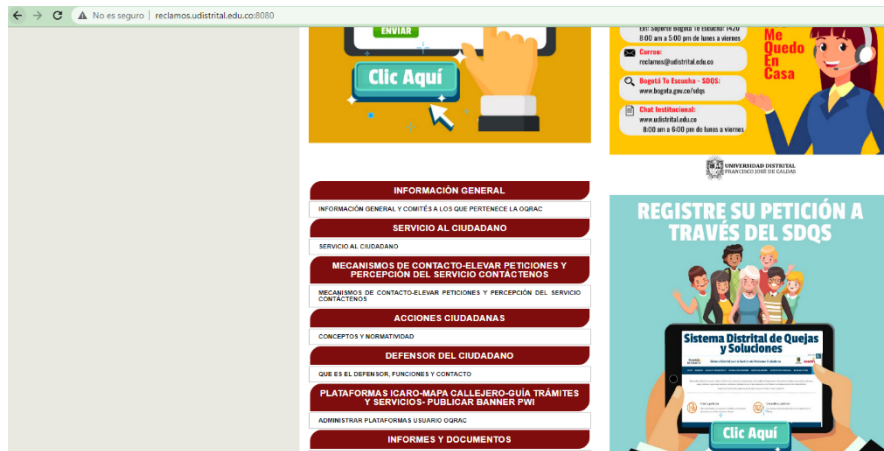 No es seguro | reclamos.udistrital.edu.co:8080
ENVIAR
Clic Aquí
Ext: Soporte Bogotá Te Escucha: 1420
8:00 am a 5:00 pm de lunes a viernes
Correo:
reclamos@udistrital.edu.co
Bogotá Te Escucha - SDQS:
www.bogota.gov.co/sdqs
Chat Institucional:
www.udistrital.edu.co
8:00 am a 6:00 pm de lunes a viernes
Me
Quedo
En
Casa
UNIVERSIDAD DISTRITAL
FRANCISCO JOSÉ DE CALDAS
INFORMACIÓN GENERAL
INFORMACIÓN GENERAL Y COMITÉS A LOS QUE PERTENECE LA OQRAC
SERVICIO AL CIUDADANO
SERVICIO AL CIUDADANO
MECANISMOS DE CONTACTO-ELEVAR PETICIONES Y
PERCEPCIÓN DEL SERVICIO CONTÁCTENOS
MECANISMOS DE CONTACTO-ELEVAR PETICIONES Y PERCEPCIÓN DEL SERVICIO
CONTÁCTENOS
ACCIONES CIUDADANAS
CONCEPTOS Y NORMATIVIDAD
DEFENSOR DEL CIUDADANO
QUE ES EL DEFENSOR, FUNCIONES Y CONTACTO
PLATAFORMAS ICARO-MAPA CALLEJERO-GUÍA TRÁMITES
Y SERVICIOS- PUBLICAR BANNER PWI
ADMINISTRAR PLATAFORMAS USUARIO OQRAC
INFORMES Y DOCUMENTOS
REGISTRE SU PETICIÓN A
TRAVÉS DEL SDQS
Sistema Distrital de Quejas
y Soluciones
Clic Aquí